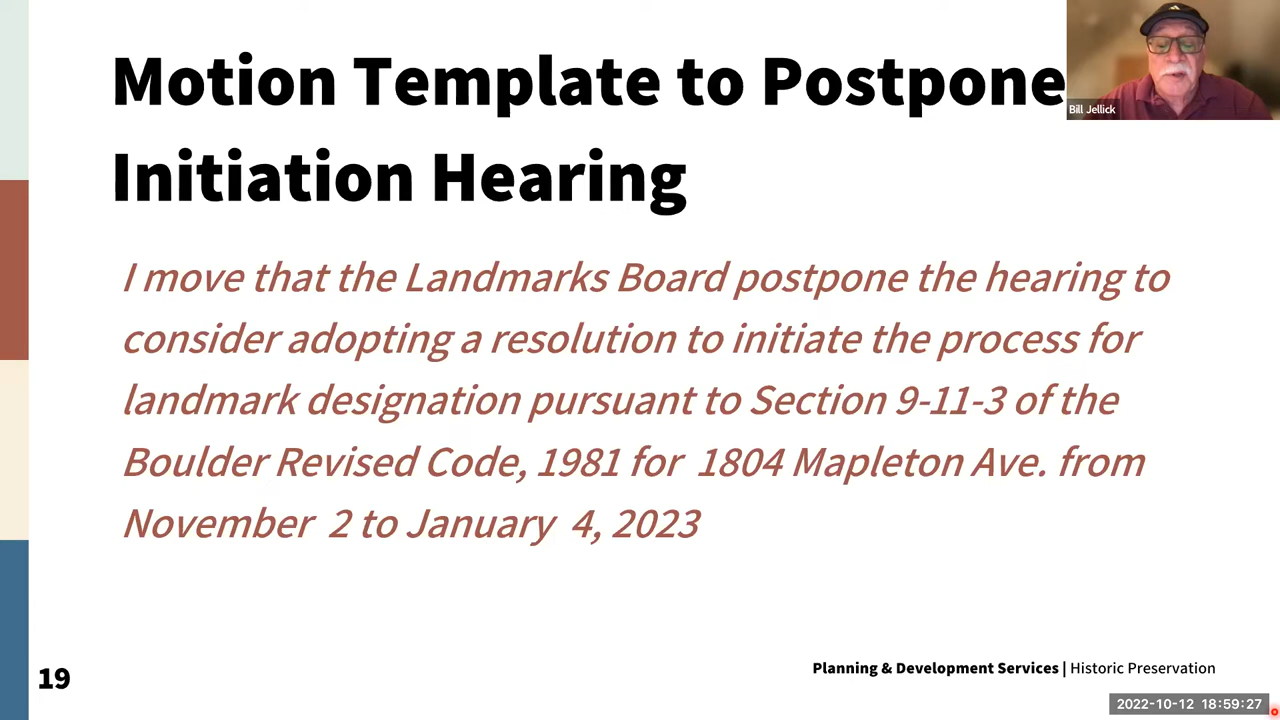 Motion Template to Postpone
Initiation Hearing
Bill Jellick
I move that the Landmarks Board postpone the hearing to
consider adopting a resolution to initiate the process for
landmark designation pursuant to Section 9-11-3 of the
Boulder Revised Code, 1981 for 1804 Mapleton Ave. from
November 2 to January 4, 2023
19
Planning & Development Services | Historic Preservation
2022-10-12 18:59:27